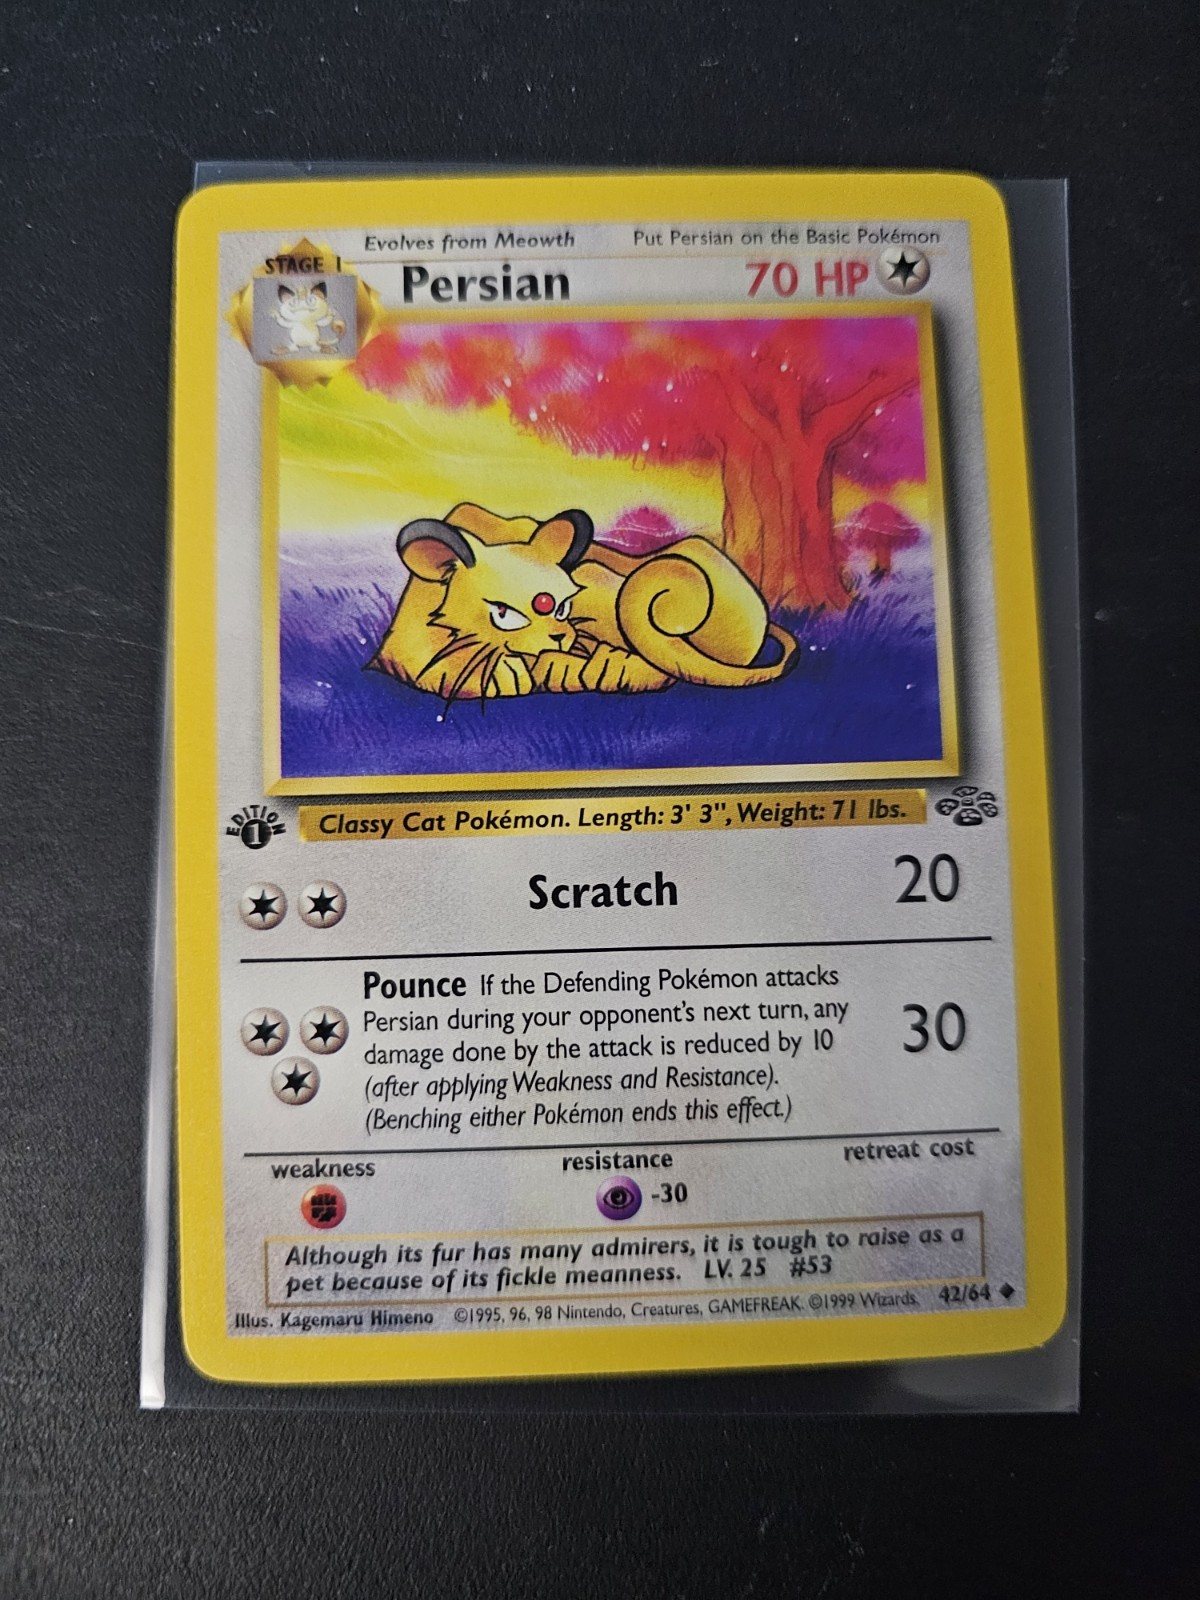 Evolves from Meowth Put Persian on the Basic Pokémon
STAGE 1
Persian 70 HP
EDITION
1
Classy Cat Pokémon. Length: 3' 3", Weight: 71 lbs.
Scratch 20
Pounce If the Defending Pokémon attacks
Persian during your opponent's next turn, any
damage done by the attack is reduced by 10
(after applying Weakness and Resistance).
(Benching either Pokémon ends this effect.)
30
weakness resistance retreat cost
-30
Although its fur has many admirers, it is tough to raise as a
pet because of its fickle meanness. LV. 25 #53
Illus. Kagemaru Himeno ©1995, 96, 98 Nintendo, Creatures, GAMEFREAK. ©1999 Wizards. 42/64